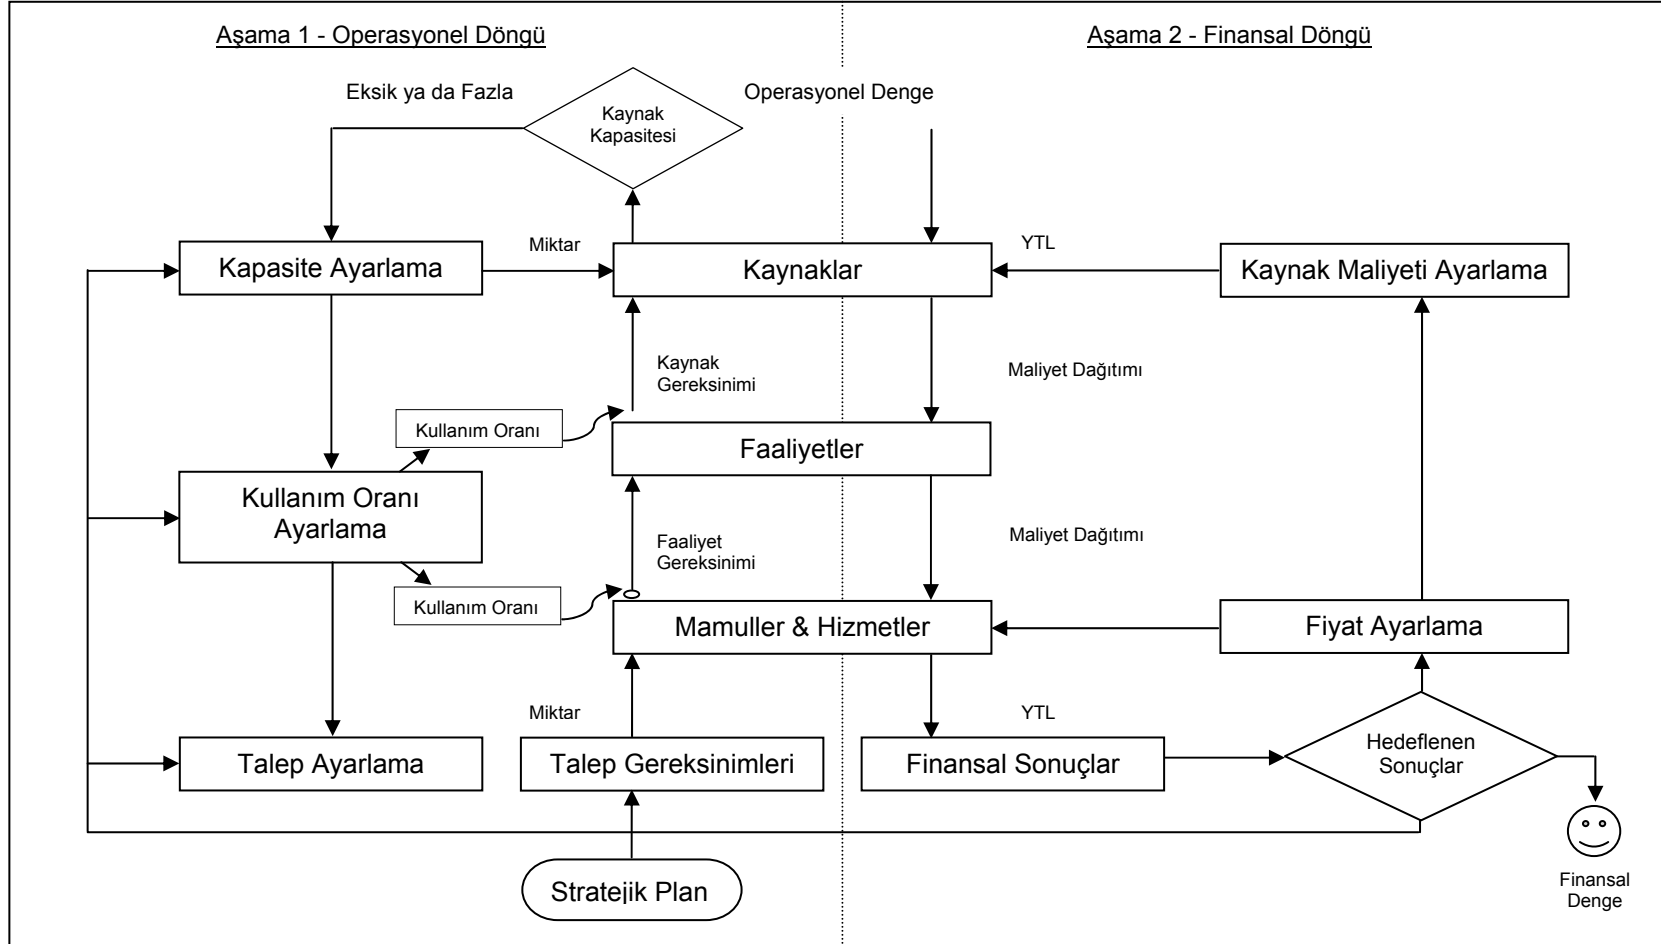 Aşama 1 - Operasyonel Döngü
Aşama 2 - Finansal Döngü
Eksik ya da Fazla
Operasyonel Denge
Kaynak
Kapasitesi
Miktar
YTL
Kapasite Ayarlama
Kaynaklar
Kaynak Maliyeti Ayarlama
Kaynak
Gereksinimi
Maliyet Dağıtımı
Kullanım Oranı
Faaliyetler
Kullanım Oranı
Ayarlama
Faaliyet
Gereksinimi
Maliyet Dağıtımı
Kullanım Oranı
Mamuller & Hizmetler
Fiyat Ayarlama
Miktar
YTL
Talep Ayarlama
Talep Gereksinimleri
Finansal Sonuçlar
Hedeflenen
Sonuçlar
Stratejik Plan
Finansal
Denge